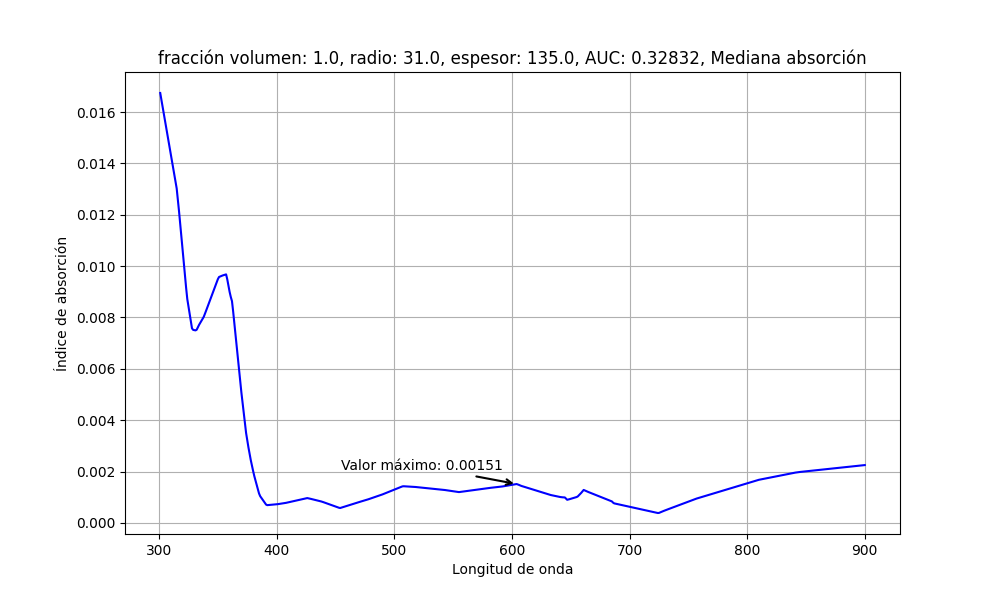 fracción volumen: 1.0, radio: 31.0, espesor: 135.0, AUC: 0.32832, Mediana absorción
0.016
0.014
0.012
0.010
0.008
0.006
0.004
0.002
0.000
Índice de absorción
Valor máximo: 0.00151
300 400 500 600 700 800 900
Longitud de onda